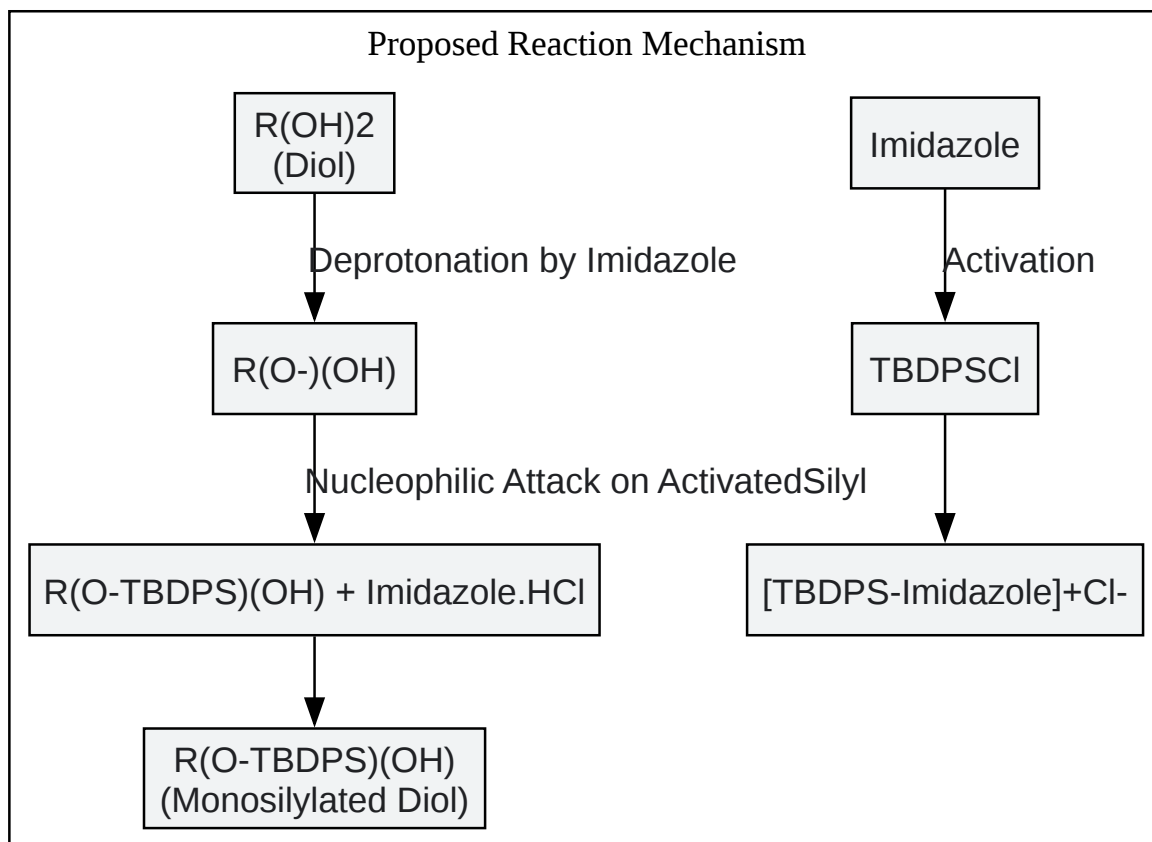 Proposed Reaction Mechanism
R(OH)2
(Diol)
Imidazole
Deprotonation by Imidazole
Activation
R(O-)(OH)
TBDPSCl
Nucleophilic Attack on ActivatedSilyl
R(O-TBDPS)(OH) + Imidazole.HCl
[TBDPS-Imidazole]+Cl-
R(O-TBDPS)(OH)
(Monosilylated Diol)